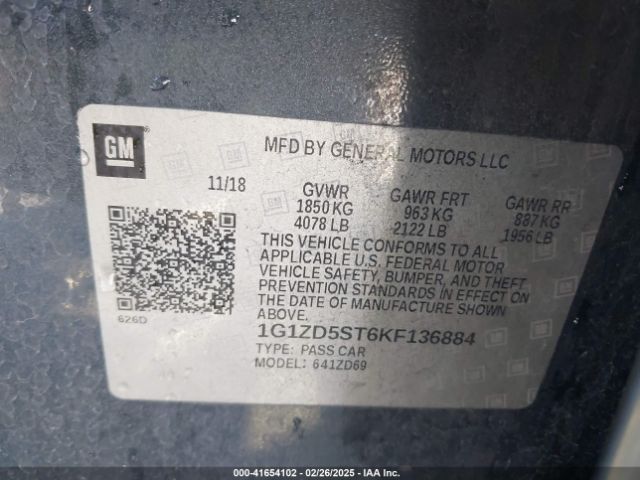 GM
MFD BY GENERAL MOTORS LLC
11/18 GVWR GAWR FRT GAWR RR
1850 KG 963 KG 887 KG
4078 LB 2122 LB 1956 LB
THIS VEHICLE CONFORMS TO ALL
APPLICABLE U.S. FEDERAL MOTOR
VEHICLE SAFETY, BUMPER, AND THEFT
PREVENTION STANDARDS IN EFFECT ON
THE DATE OF MANUFACTURE SHOWN
ABOVE.
626D
1G1ZD5ST6KF136884
TYPE: PASS CAR
MODEL: 641ZD69
000-41654102 - 02/26/2025 - IAA Inc.